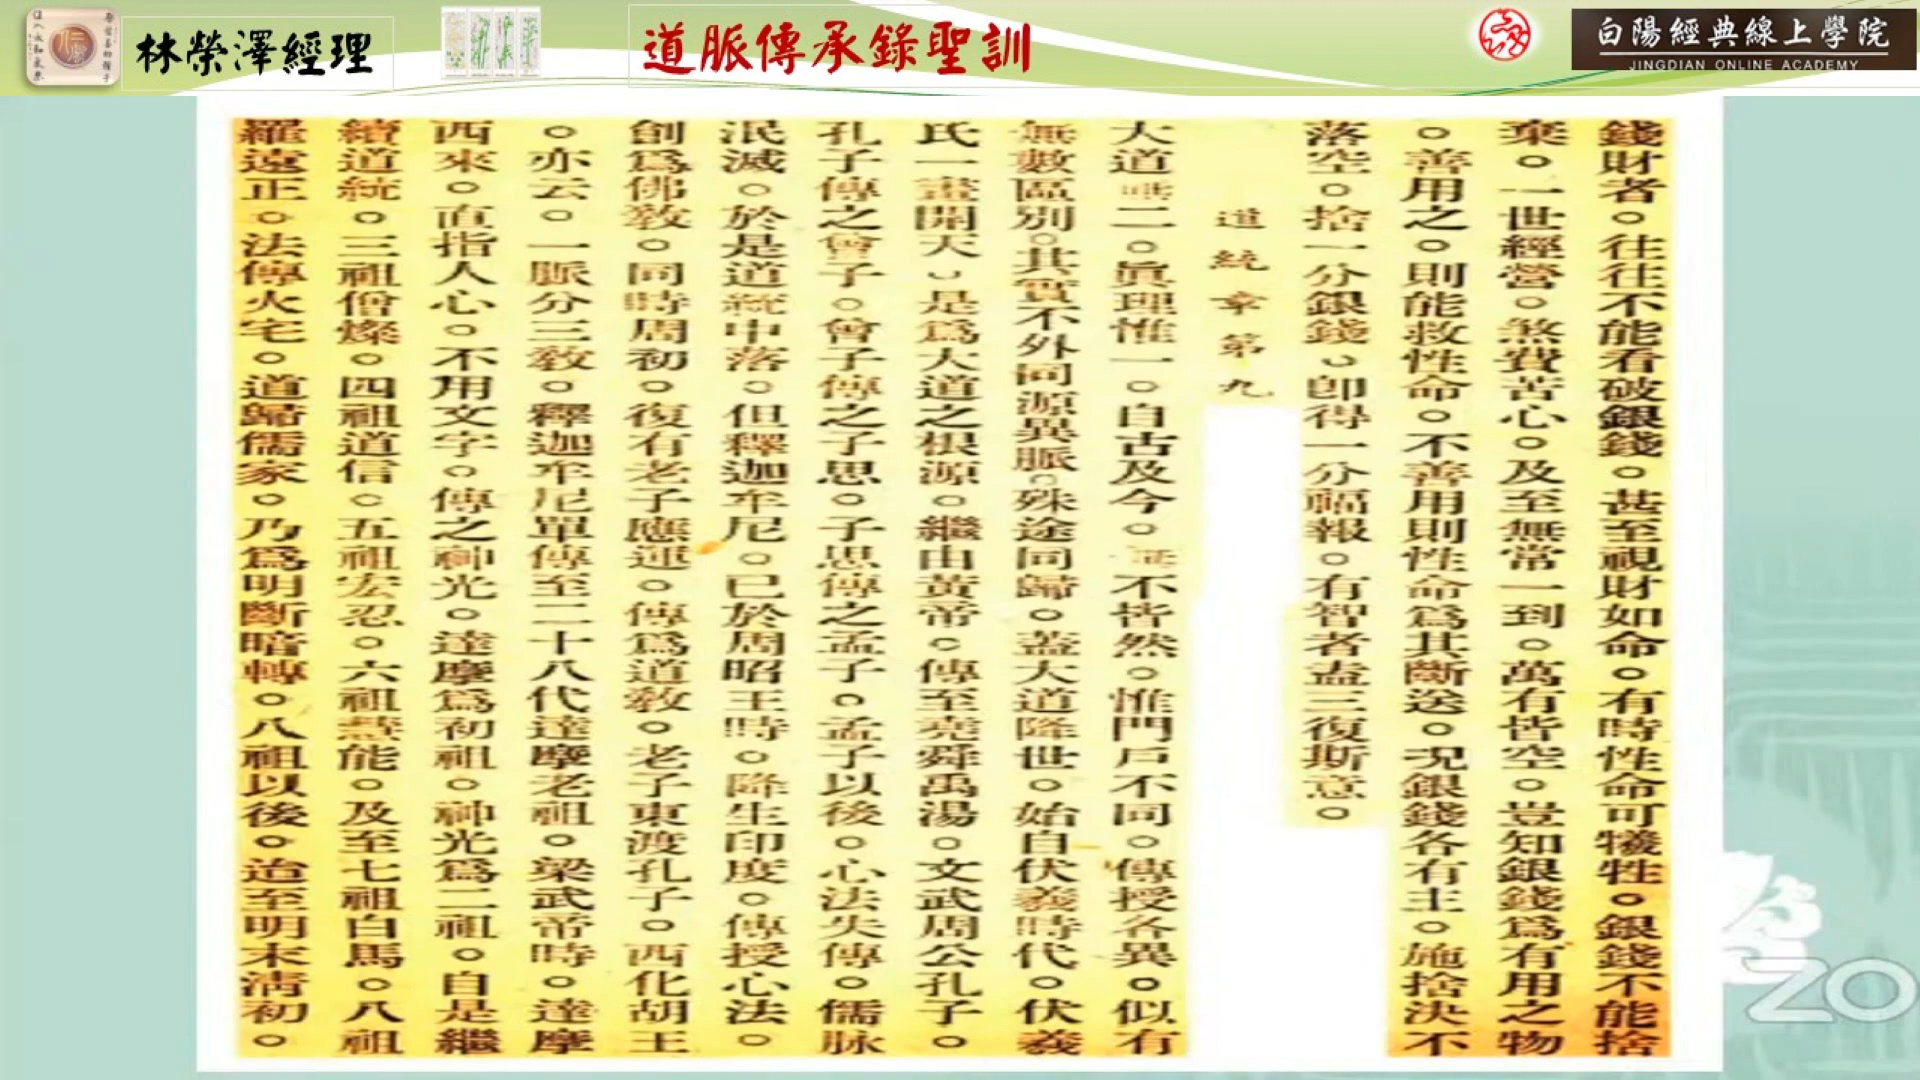 林榮澤經理
道脈傳承錄聖訓
白陽經典線上學院
JINGDIAN ONLINE ACADEMY
錢財者。往往不能看破銀錢。甚至視財如命。有時性命可犧牲。銀錢不能捨
棄。一世經營。煞費苦心。及至無常一到。萬有皆空。豈知銀錢爲有用之物
。善用之。則能救性命。不善用則性命爲其斷送。况銀錢各有主。施捨決不
落空。捨一分銀錢、卽得一分福報。有智者盍三復斯意。
道統章第九
大道無二。眞理惟一。自古及今。不皆然。惟門戶不同。傳授各異。似有
無數區別。其實不外同源異脈。殊途同歸。蓋大道降世。始自伏羲時代。伏羲
氏一畫開天、是爲大道之根源。繼由黃帝。傳至堯舜禹湯。文武周公孔子。
孔子傳之曾子。曾子傳之子思。子思傳之孟子。孟子以後。心法失傳。儒脉
泯滅。於是道統中落。但釋迦牟尼。已於周昭王時。降生印度。傳授心法。
創爲佛敎。同時周初。復有老子應運。傳爲道敎。老子東渡孔子。西化胡王
。亦云。一脈分三敎。釋迦牟尼單傳至二十八代達摩老祖。梁武帝時。達摩
西來。直指人心。不用文字。傳之神光。達摩爲初祖。神光爲二祖。自是繼
續道統。三祖僧燦。四祖道信。五祖宏忍。六祖慧能。及至七祖白馬。八祖
羅遠正。法傳火宅。道歸儒家。乃爲明斷暗轉。八祖以後。迨至明末淸初。
ZO